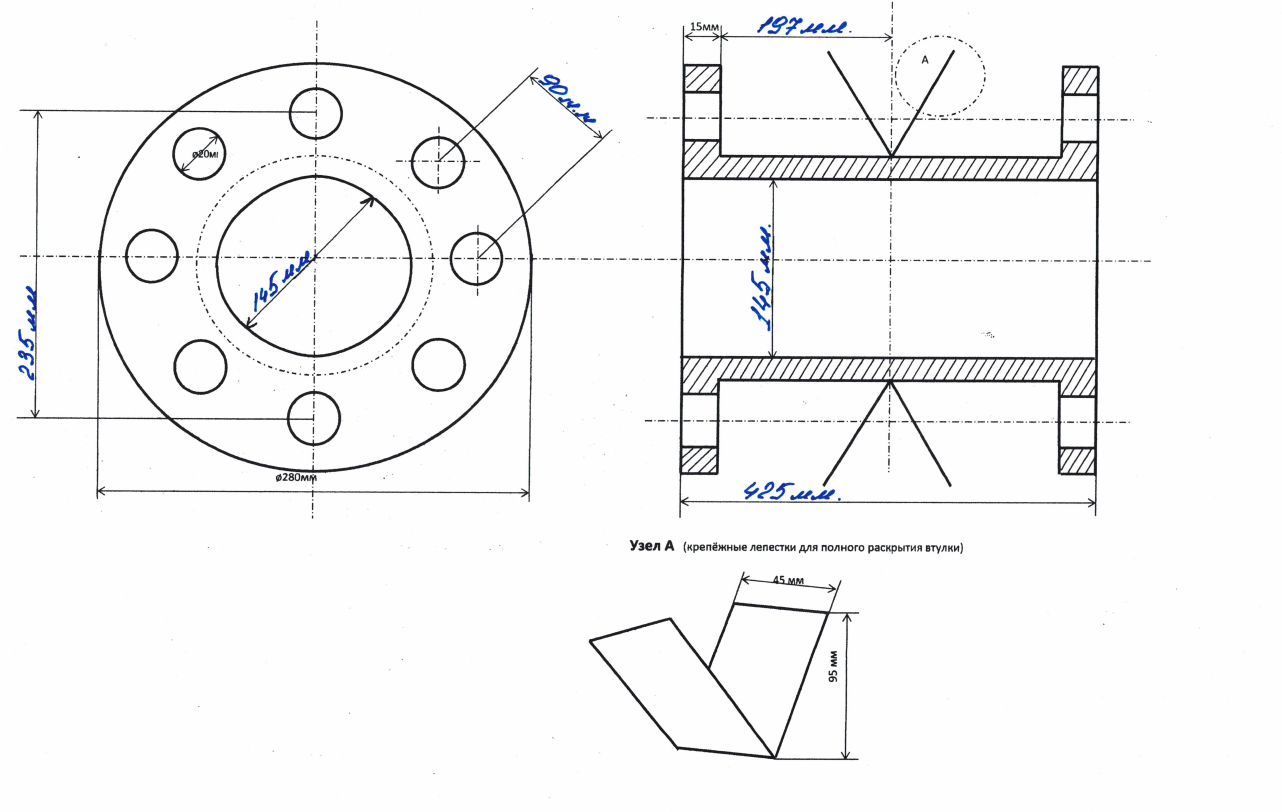 15мм
197мм.
A
90мм
ø20м
145мм
145мм.
235мм
ø280мм
425мм.
Узел А (крепёжные лепестки для полного раскрытия втулки)
45 мм
95 мм